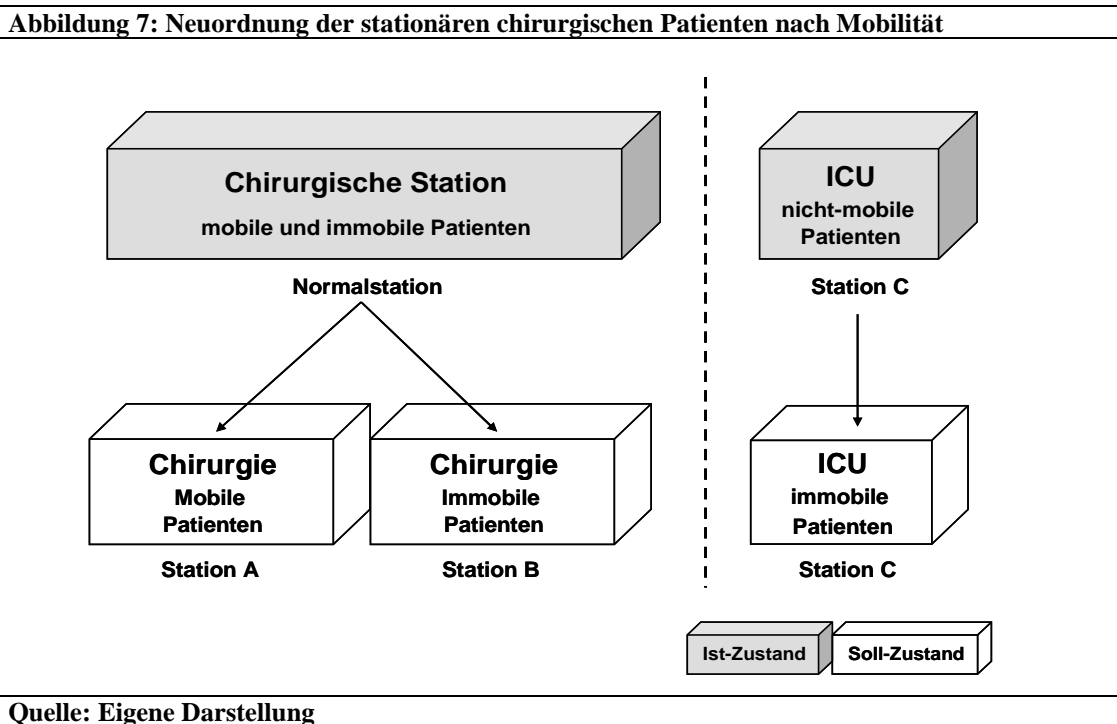 Abbildung 7: Neuordnung der stationären chirurgischen Patienten nach Mobilität
Chirurgische Station
mobile und immobile Patienten
Normalstation
ICU
nicht-mobile
Patienten
Station C
Chirurgie
Mobile
Patienten
Station A
Chirurgie
Immobile
Patienten
Station B
ICU
immobile
Patienten
Station C
Ist-Zustand
Soll-Zustand
Quelle: Eigene Darstellung